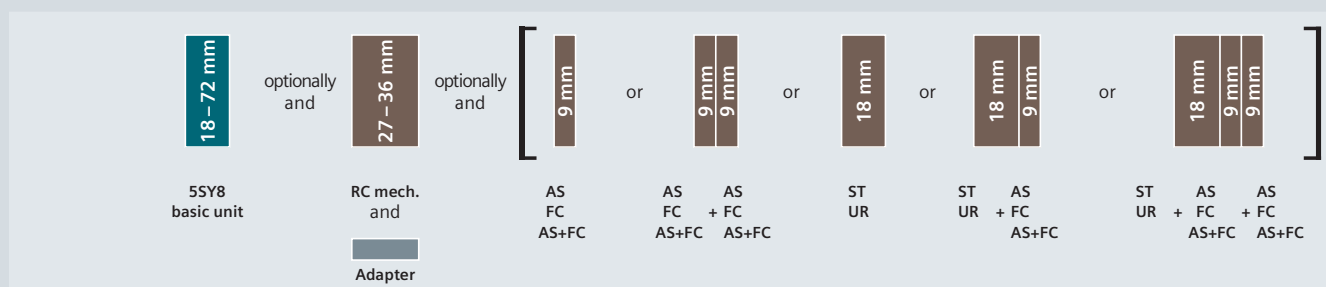 18–72 mm
optionally
and
27–36 mm
optionally
and
9 mm
or
9 mm
9 mm
or
18 mm
or
18 mm
9 mm
or
18 mm
9 mm
9 mm
5SY8
basic unit
RC mech.
and
Adapter
AS
FC
AS+FC
AS AS
FC + FC
AS+FC AS+FC
ST
UR
ST AS
UR + FC
AS+FC
ST AS AS
UR + FC + FC
AS+FC AS+FC